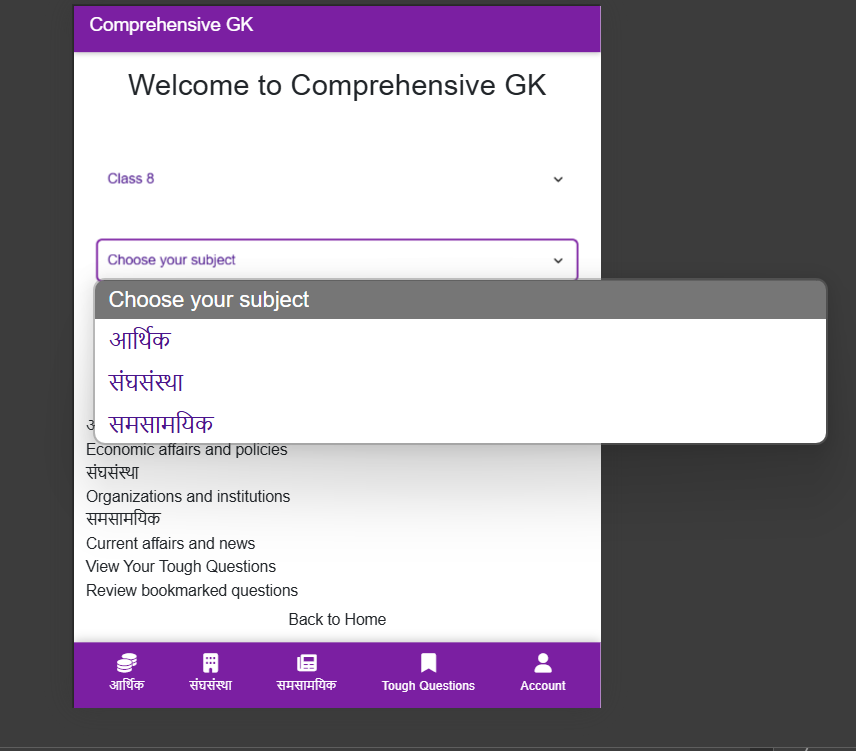 Comprehensive GK
Welcome to Comprehensive GK
Class 8
Choose your subject
Choose your subject
आर्थिक
संघसंस्था
समसामयिक
Economic affairs and policies
संघसंस्था
Organizations and institutions
समसामयिक
Current affairs and news
View Your Tough Questions
Review bookmarked questions
Back to Home
आर्थिक
संघसंस्था
समसामयिक
Tough Questions
Account